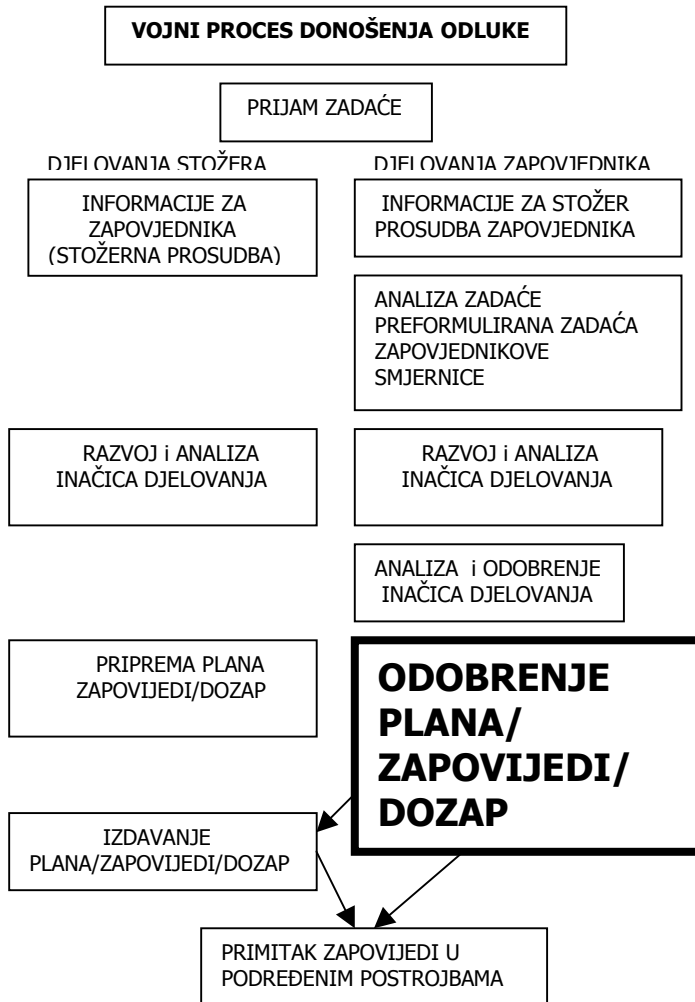 VOJNI PROCES DONOŠENJA ODLUKE
PRIJAM ZADAĆE
DJELOVANJA STOŽERA
DJELOVANJA ZAPOVJEDNIKA
INFORMACIJE ZA
ZAPOVJEDNIKA
(STOŽERNA PROSUDBA)
INFORMACIJE ZA STOŽER
PROSUDBA ZAPOVJEDNIKA
ANALIZA ZADAĆE
PREFORMULIRANA ZADAĆA
ZAPOVJEDNIKOVE
SMJERNICE
RAZVOJ i ANALIZA
INAČICA DJELOVANJA
RAZVOJ i ANALIZA
INAČICA DJELOVANJA
ANALIZA i ODOBRENJE
INAČICA DJELOVANJA
PRIPREMA PLANA
ZAPOVIJEDI/DOZAP
ODOBRENJE
PLANA/
ZAPOVIJEDI/
DOZAP
IZDAVANJE
PLANA/ZAPOVIJEDI/DOZAP
PRIMITAK ZAPOVIJEDI U
PODREĐENIM POSTROJBAMA